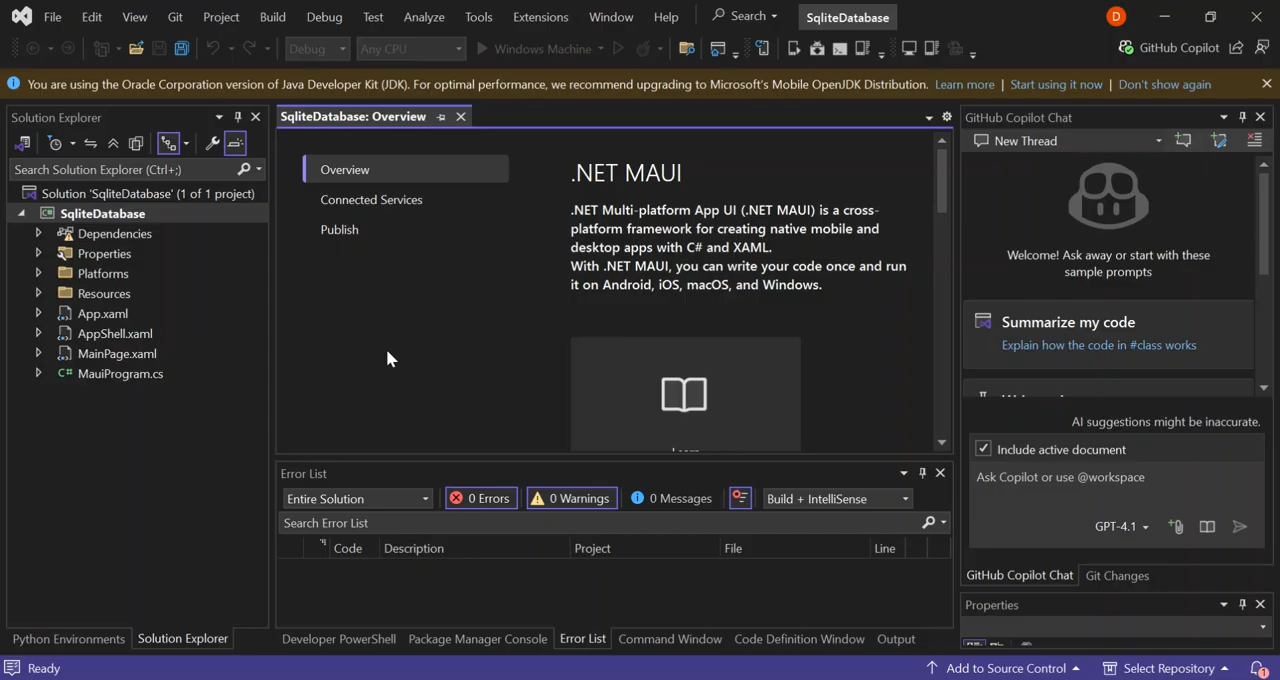 File Edit View Git Project Build Debug Test Analyze Tools Extensions Window Help Search SqliteDatabase D
Debug Any CPU Windows Machine GitHub Copilot
You are using the Oracle Corporation version of Java Developer Kit (JDK). For optimal performance, we recommend upgrading to Microsoft's Mobile OpenJDK Distribution. Learn more Start using it now Don't show again
Solution Explorer
Search Solution Explorer (Ctrl+;)
Solution 'SqliteDatabase' (1 of 1 project)
SqliteDatabase
Dependencies
Properties
Platforms
Resources
App.xaml
AppShell.xaml
MainPage.xaml
C# MauiProgram.cs
Python Environments Solution Explorer
SqliteDatabase: Overview
Overview
Connected Services
Publish
.NET MAUI
.NET Multi-platform App UI (.NET MAUI) is a cross-
platform framework for creating native mobile and
desktop apps with C# and XAML.
With .NET MAUI, you can write your code once and run
it on Android, iOS, macOS, and Windows.
Error List
Entire Solution 0 Errors 0 Warnings 0 Messages Build + IntelliSense
Search Error List
Code Description Project File Line
Developer PowerShell Package Manager Console Error List Command Window Code Definition Window Output
GitHub Copilot Chat
New Thread
Welcome! Ask away or start with these
sample prompts
Summarize my code
Explain how the code in #class works
AI suggestions might be inaccurate.
Include active document
Ask Copilot or use @workspace
GPT-4.1
GitHub Copilot Chat Git Changes
Properties
Ready Add to Source Control Select Repository 1